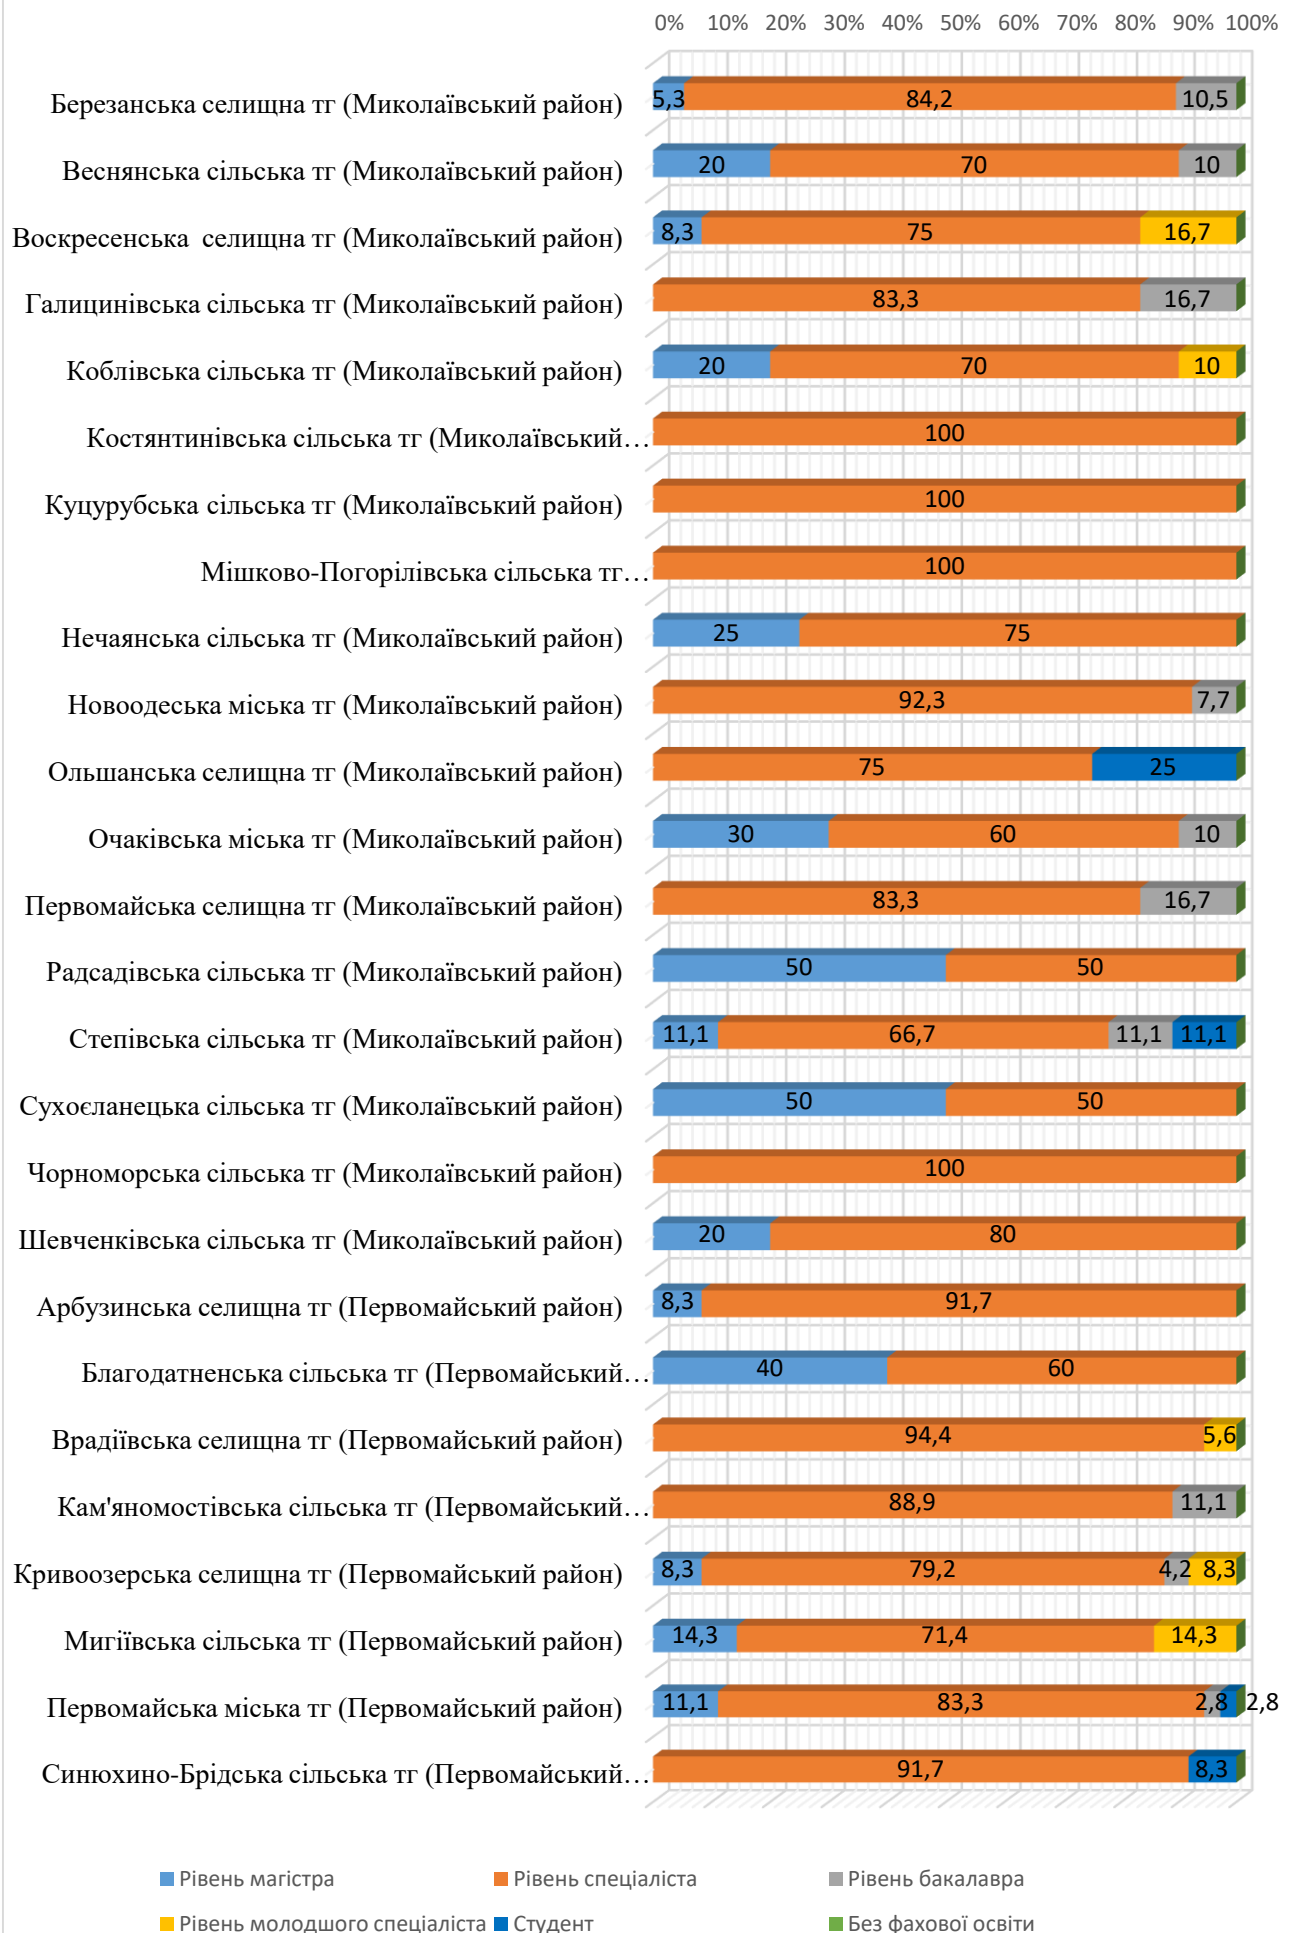 0% 10% 20% 30% 40% 50% 60% 70% 80% 90% 100%
Березанська селищна тг (Миколаївський район) 5,3 84,2 10,5
Веснянська сільська тг (Миколаївський район) 20 70 10
Воскресенська селищна тг (Миколаївський район) 8,3 75 16,7
Галицинівська сільська тг (Миколаївський район) 83,3 16,7
Коблівська сільська тг (Миколаївський район) 20 70 10
Костянтинівська сільська тг (Миколаївський… 100
Куцурубська сільська тг (Миколаївський район) 100
Мішково-Погорілівська сільська тг… 100
Нечаянська сільська тг (Миколаївський район) 25 75
Новоодеська міська тг (Миколаївський район) 92,3 7,7
Ольшанська селищна тг (Миколаївський район) 75 25
Очаківська міська тг (Миколаївський район) 30 60 10
Первомайська селищна тг (Миколаївський район) 83,3 16,7
Радсадівська сільська тг (Миколаївський район) 50 50
Степівська сільська тг (Миколаївський район) 11,1 66,7 11,1 11,1
Сухоєланецька сільська тг (Миколаївський район) 50 50
Чорноморська сільська тг (Миколаївський район) 100
Шевченківська сільська тг (Миколаївський район) 20 80
Арбузинська селищна тг (Первомайський район) 8,3 91,7
Благодатненська сільська тг (Первомайський… 40 60
Врадіївська селищна тг (Первомайський район) 94,4 5,6
Кам'яномостівська сільська тг (Первомайський… 88,9 11,1
Кривоозерська селищна тг (Первомайський район) 8,3 79,2 4,2 8,3
Мигіївська сільська тг (Первомайський район) 14,3 71,4 14,3
Первомайська міська тг (Первомайський район) 11,1 83,3 2,8 2,8
Синюхино-Брідська сільська тг (Первомайський… 91,7 8,3
Рівень магістра Рівень спеціаліста Рівень бакалавра
Рівень молодшого спеціаліста Студент Без фахової освіти